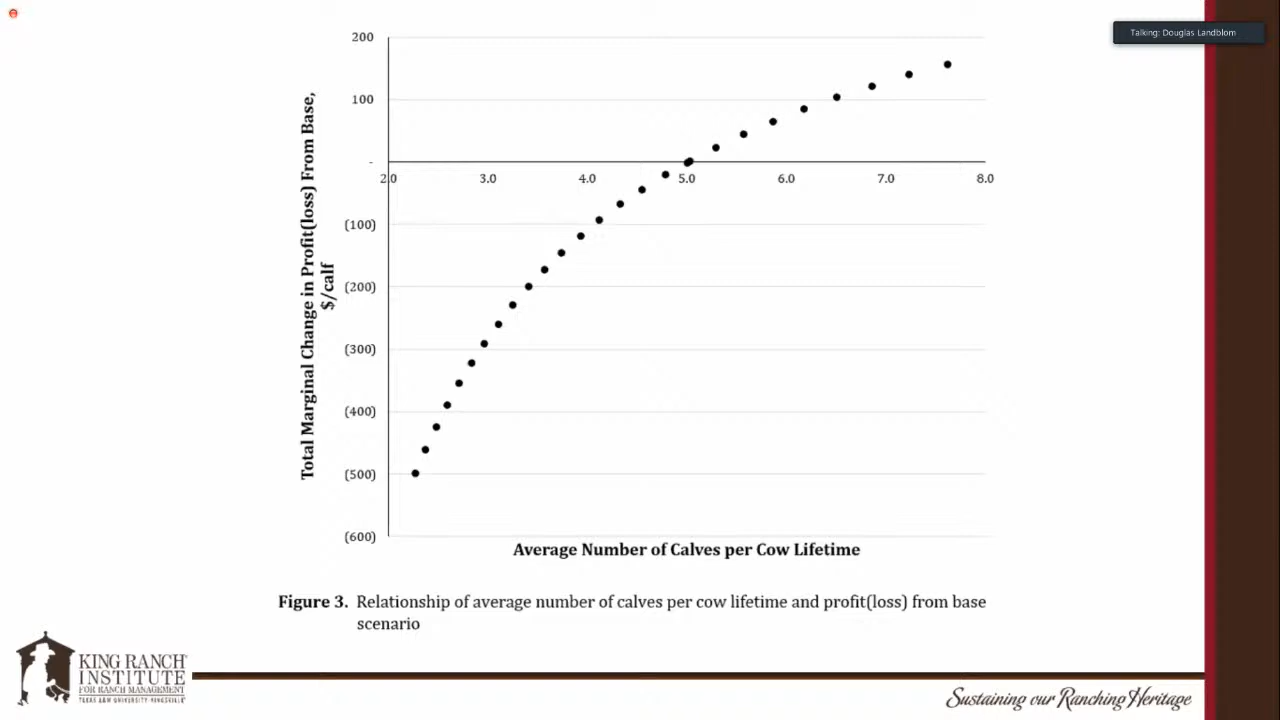 Talking: Douglas Landblom
Total Marginal Change in Profit(loss) From Base,
$/calf
200
100
-
(100)
(200)
(300)
(400)
(500)
(600)
2.0 3.0 4.0 5.0 6.0 7.0 8.0
Average Number of Calves per Cow Lifetime
Figure 3. Relationship of average number of calves per cow lifetime and profit(loss) from base
scenario
KING RANCH
INSTITUTE
FOR RANCH MANAGEMENT
TEXAS A&M UNIVERSITY-KINGSVILLE
Sustaining our Ranching Heritage